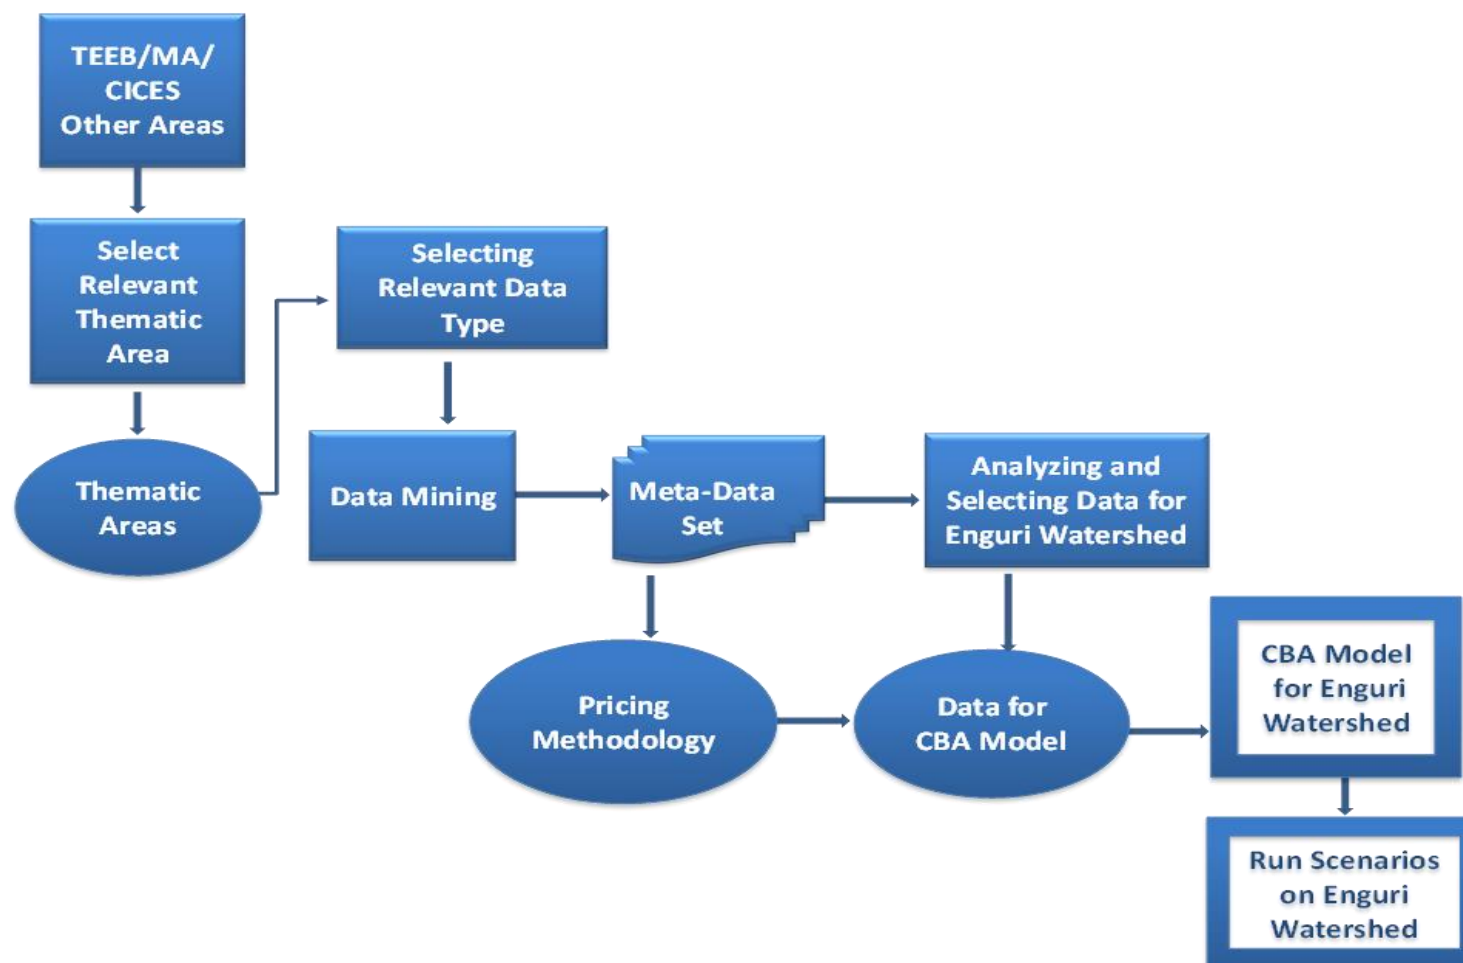 TEEB/MA/
CICES
Other Areas
Select
Relevant
Thematic
Area
Thematic
Areas
Selecting
Relevant Data
Type
Data Mining
Meta-Data
Set
Analyzing and
Selecting Data for
Enguri Watershed
Pricing
Methodology
Data for
CBA Model
CBA Model
for Enguri
Watershed
Run Scenarios
on Enguri
Watershed